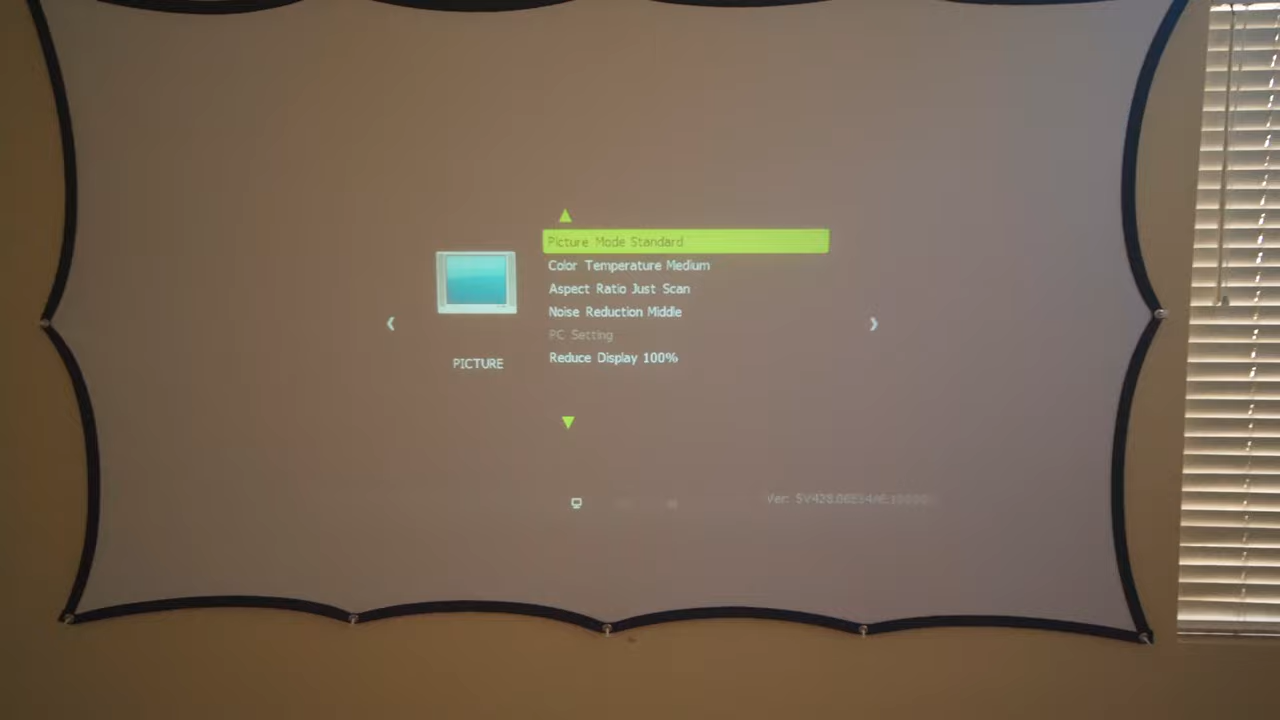 Picture Mode Standard
Color Temperature Medium
Aspect Ratio Just Scan
Noise Reduction Middle
PC Setting
Reduce Display 100%
PICTURE
Ver: